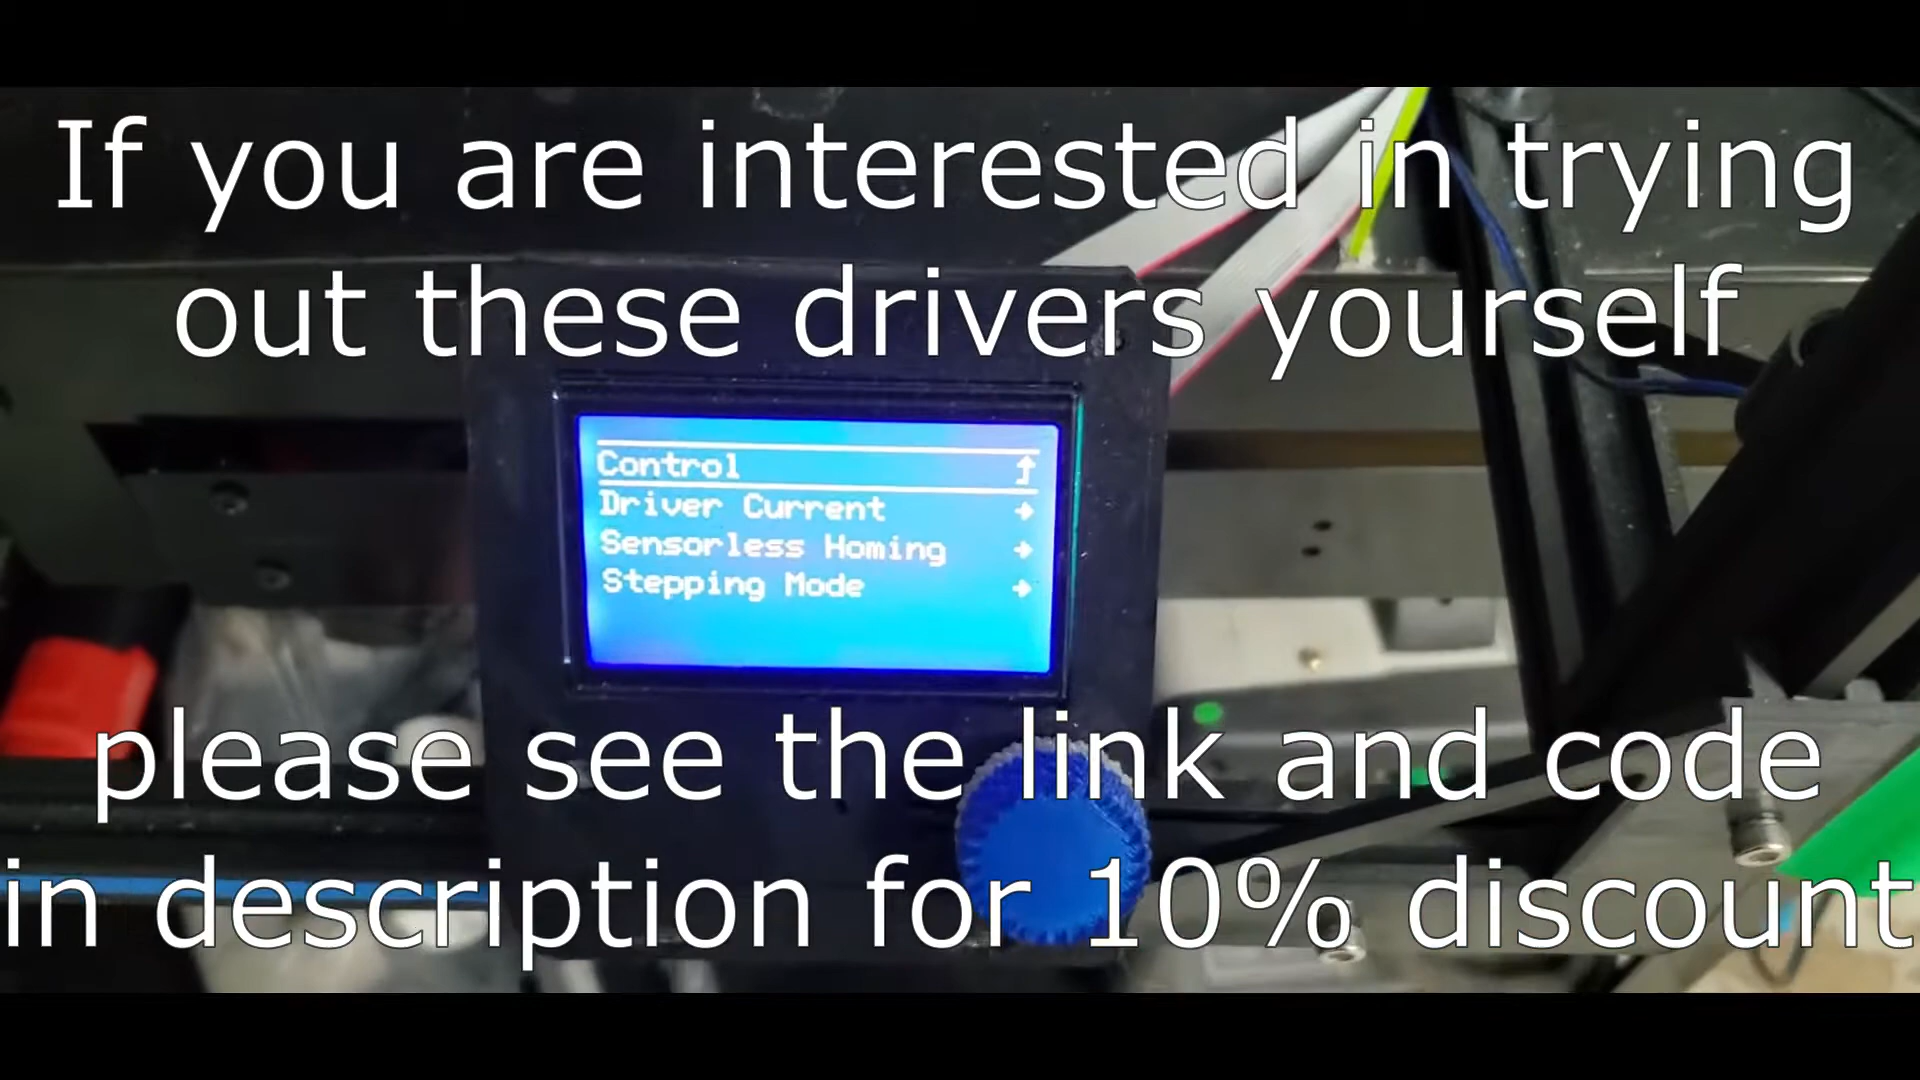 If you are interested in trying
out these drivers yourself
Control
Driver Current
Sensorless Homing
Stepping Mode
please see the link and code
in description for 10% discount